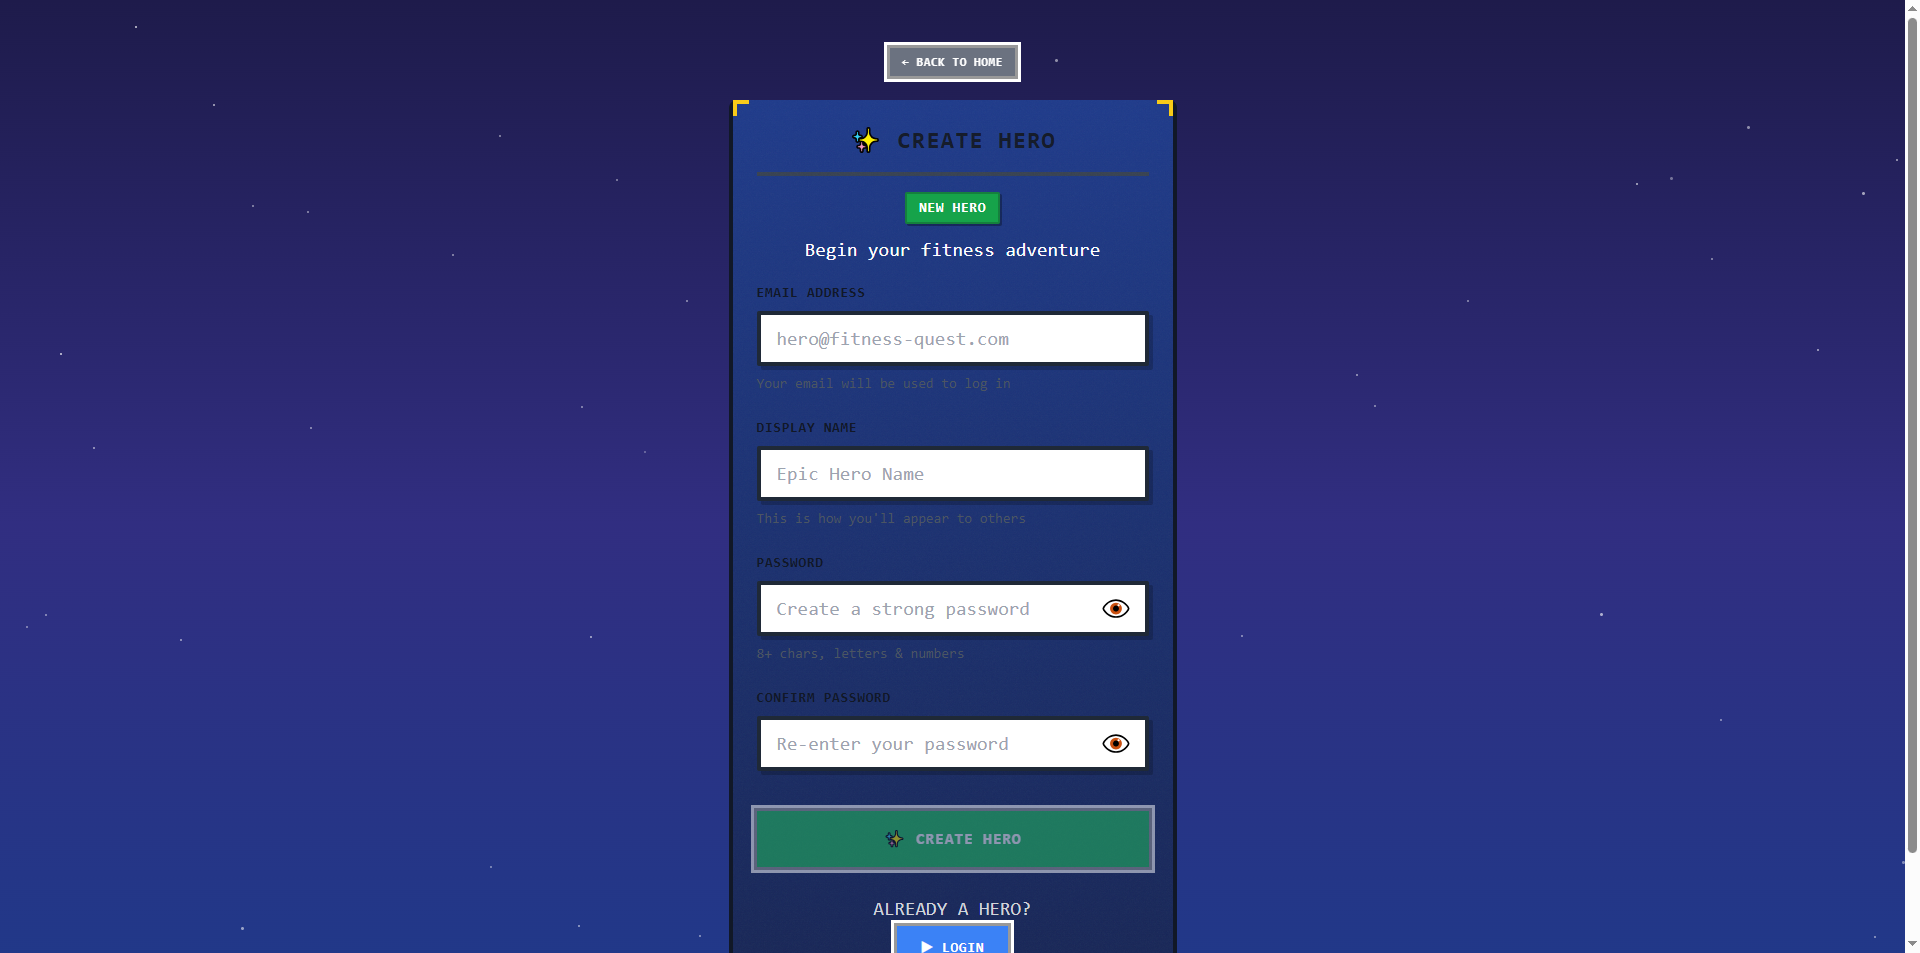 ← BACK TO HOME
✨ CREATE HERO
NEW HERO
Begin your fitness adventure
EMAIL ADDRESS
hero@fitness-quest.com
Your email will be used to log in
DISPLAY NAME
Epic Hero Name
This is how you'll appear to others
PASSWORD
Create a strong password
8+ chars, letters & numbers
CONFIRM PASSWORD
Re-enter your password
✨ CREATE HERO
ALREADY A HERO?
▶ LOGIN